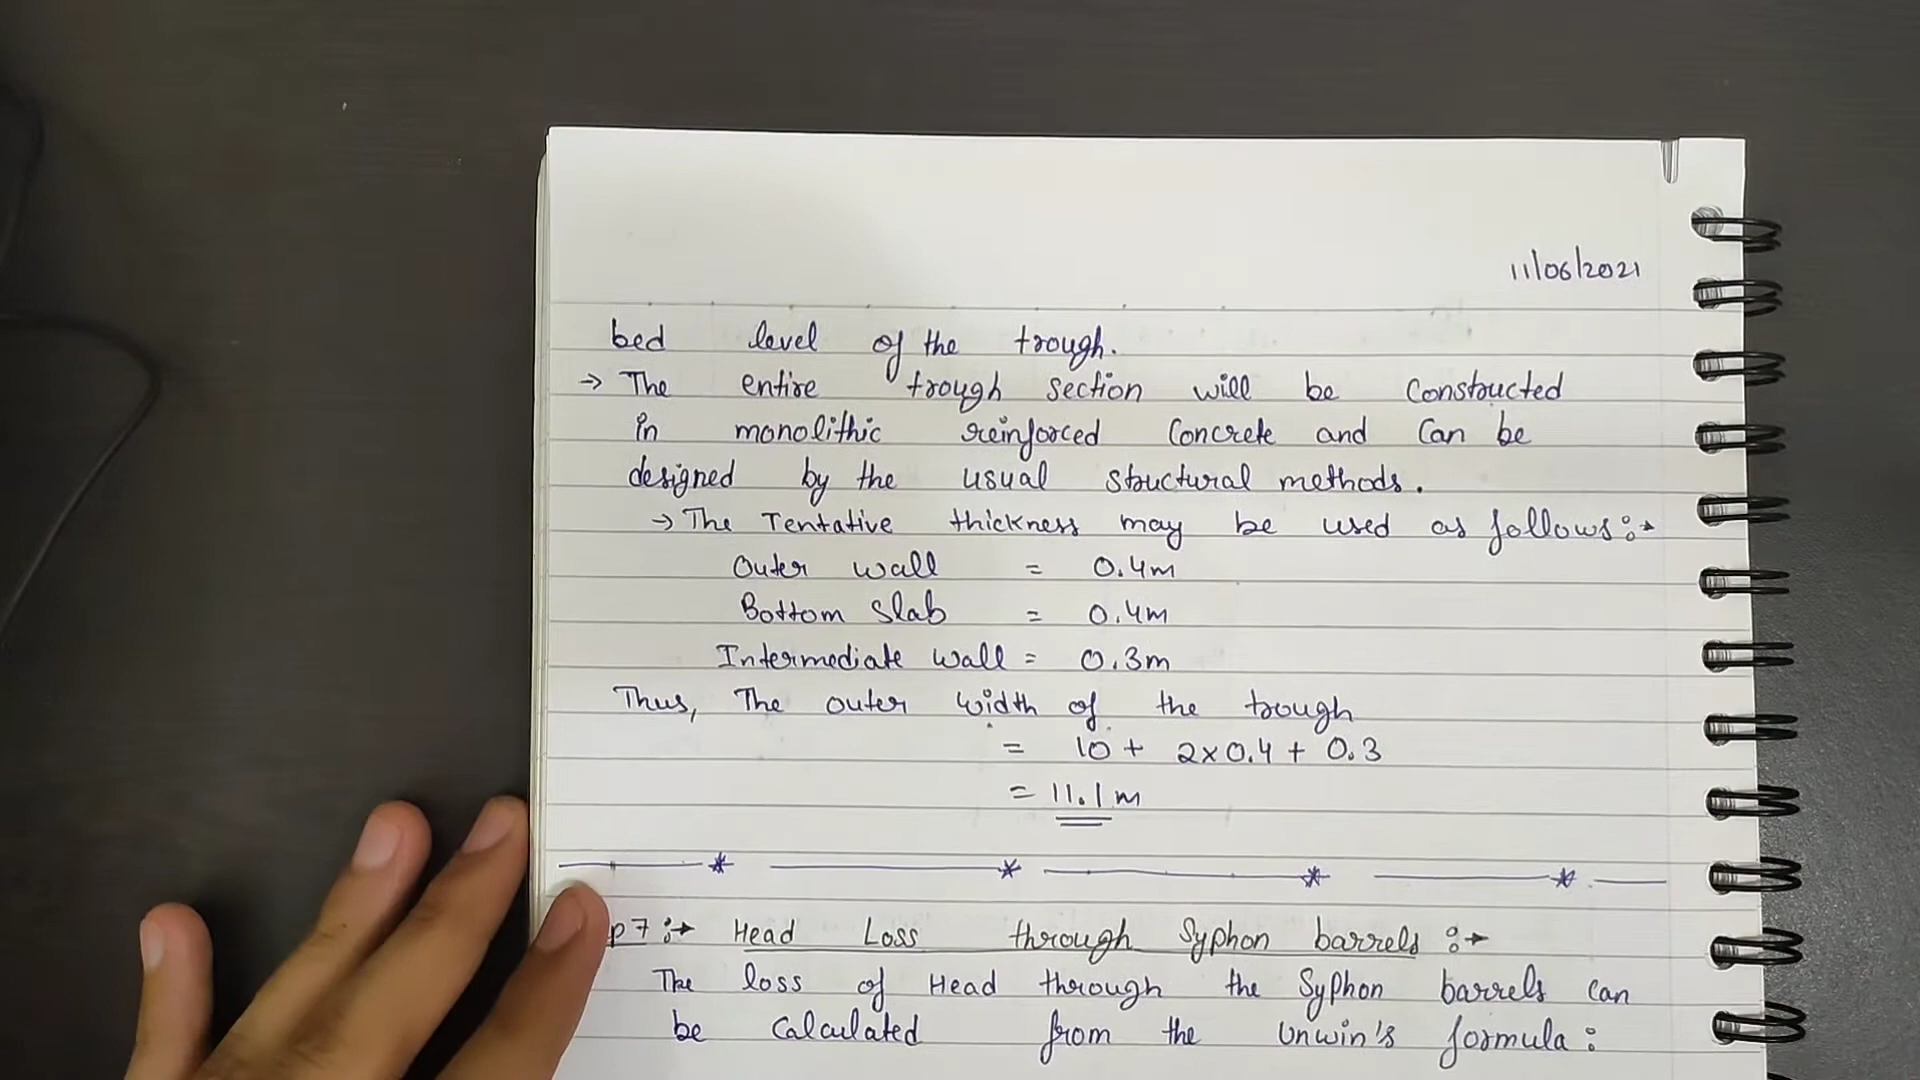 11/06/2021
bed level of the trough.
→ The entire trough section will be constructed
in monolithic reinforced concrete and can be
designed by the usual structural methods.
→ The Tentative thickness may be used as follows:→
Outer wall = 0.4m
Bottom slab = 0.4m
Intermediate wall = 0.3m
Thus, The outer width of the trough
= 10 + 2x0.4 + 0.3
= 11.1m
p 7 :→ Head Loss through Syphon barrels :→
The loss of Head through the Syphon barrels can
be calculated from the Unwin's formula: